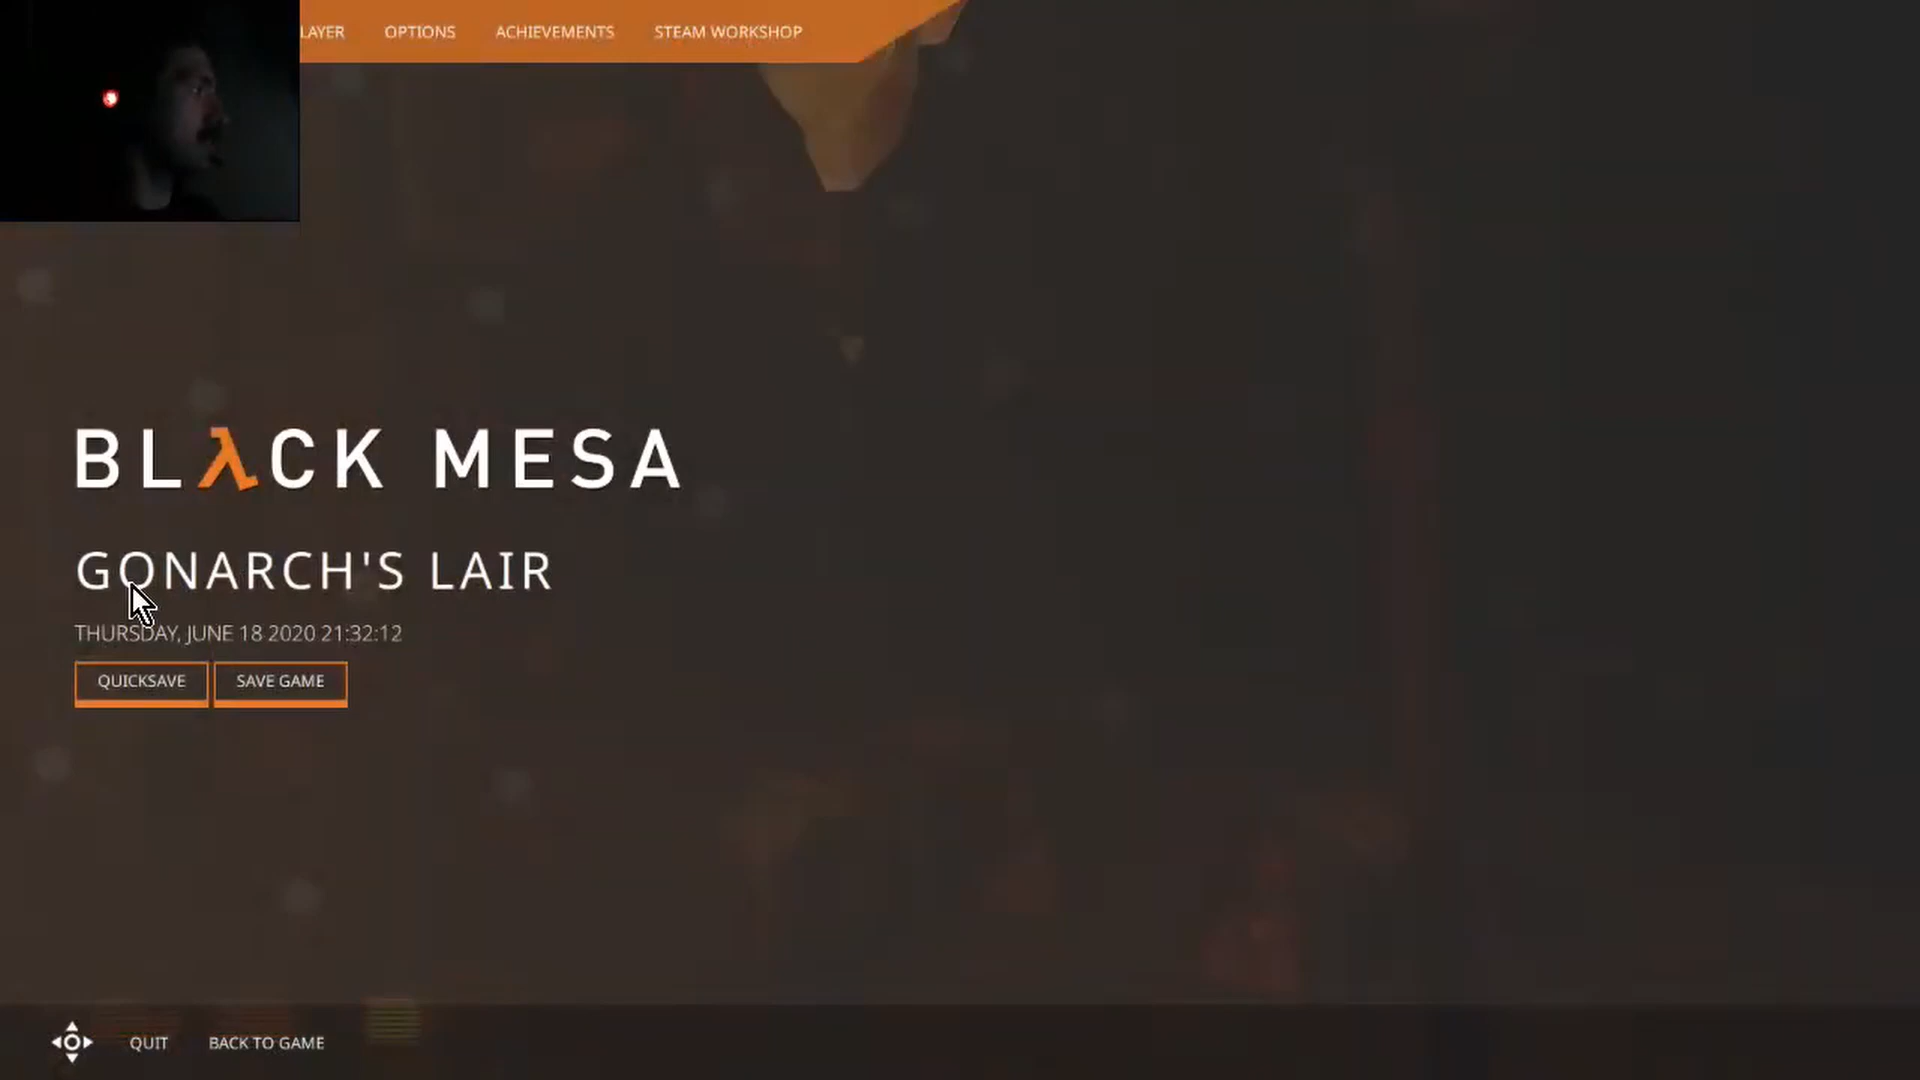 LAYER OPTIONS ACHIEVEMENTS STEAM WORKSHOP
BLλCK MESA
GONARCH'S LAIR
THURSDAY, JUNE 18 2020 21:32:12
QUICKSAVE SAVE GAME
QUIT BACK TO GAME